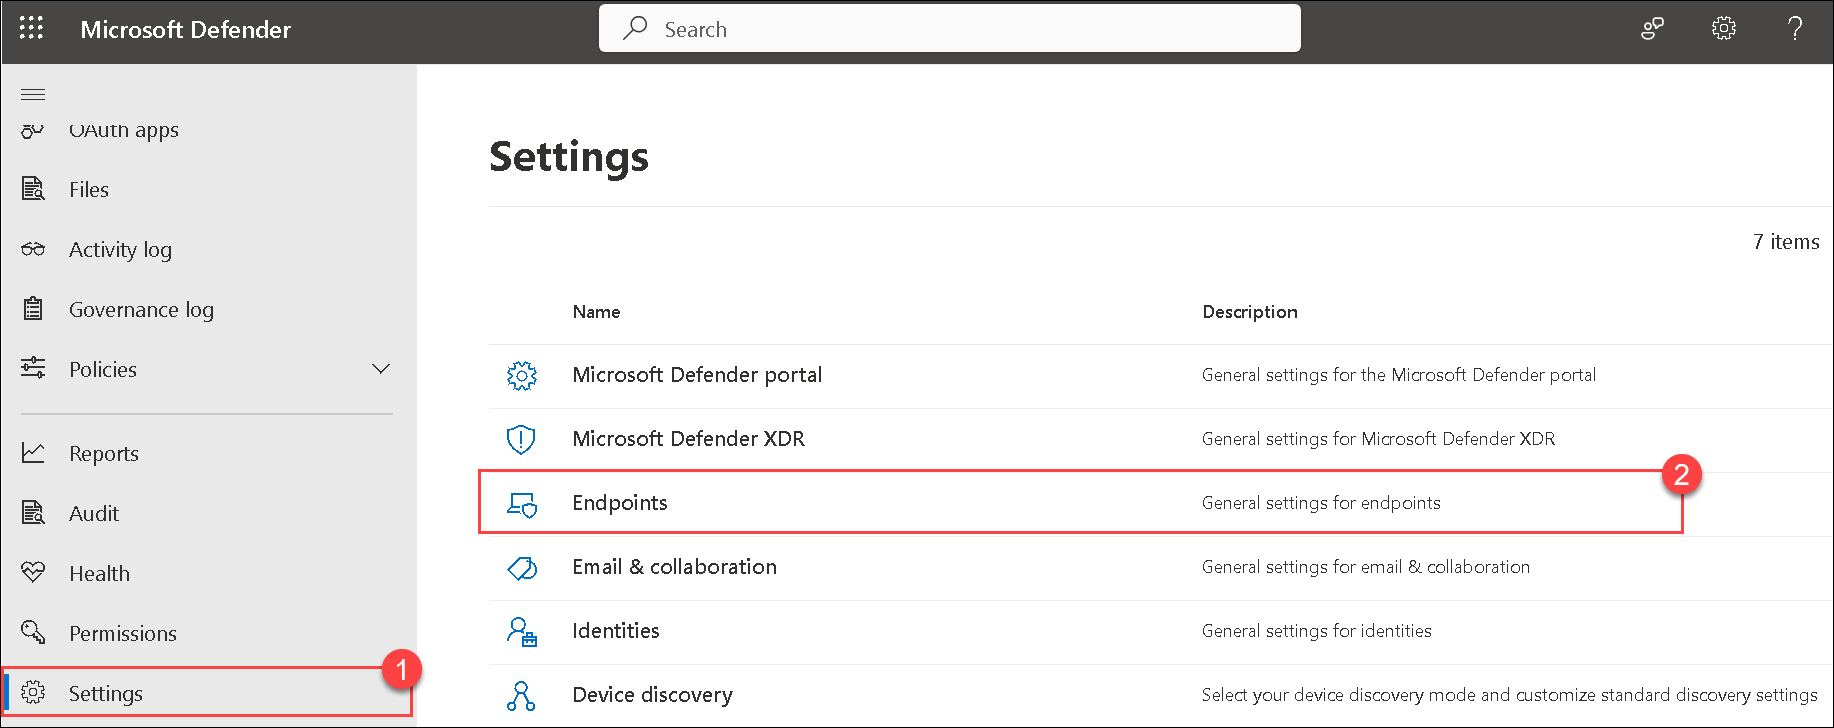 Microsoft Defender
Search
OAuth apps
Files
Activity log
Governance log
Policies
Reports
Audit
Health
Permissions
Settings
1
Settings
7 items
Name Description
Microsoft Defender portal General settings for the Microsoft Defender portal
Microsoft Defender XDR General settings for Microsoft Defender XDR
2
Endpoints General settings for endpoints
Email & collaboration General settings for email & collaboration
Identities General settings for identities
Device discovery Select your device discovery mode and customize standard discovery settings